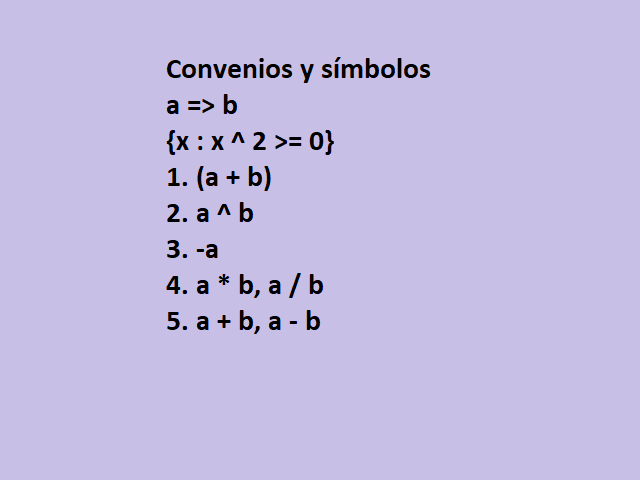 Convenios y símbolos
a => b
{x : x ^ 2 >= 0}
1. (a + b)
2. a ^ b
3. -a
4. a * b, a / b
5. a + b, a - b